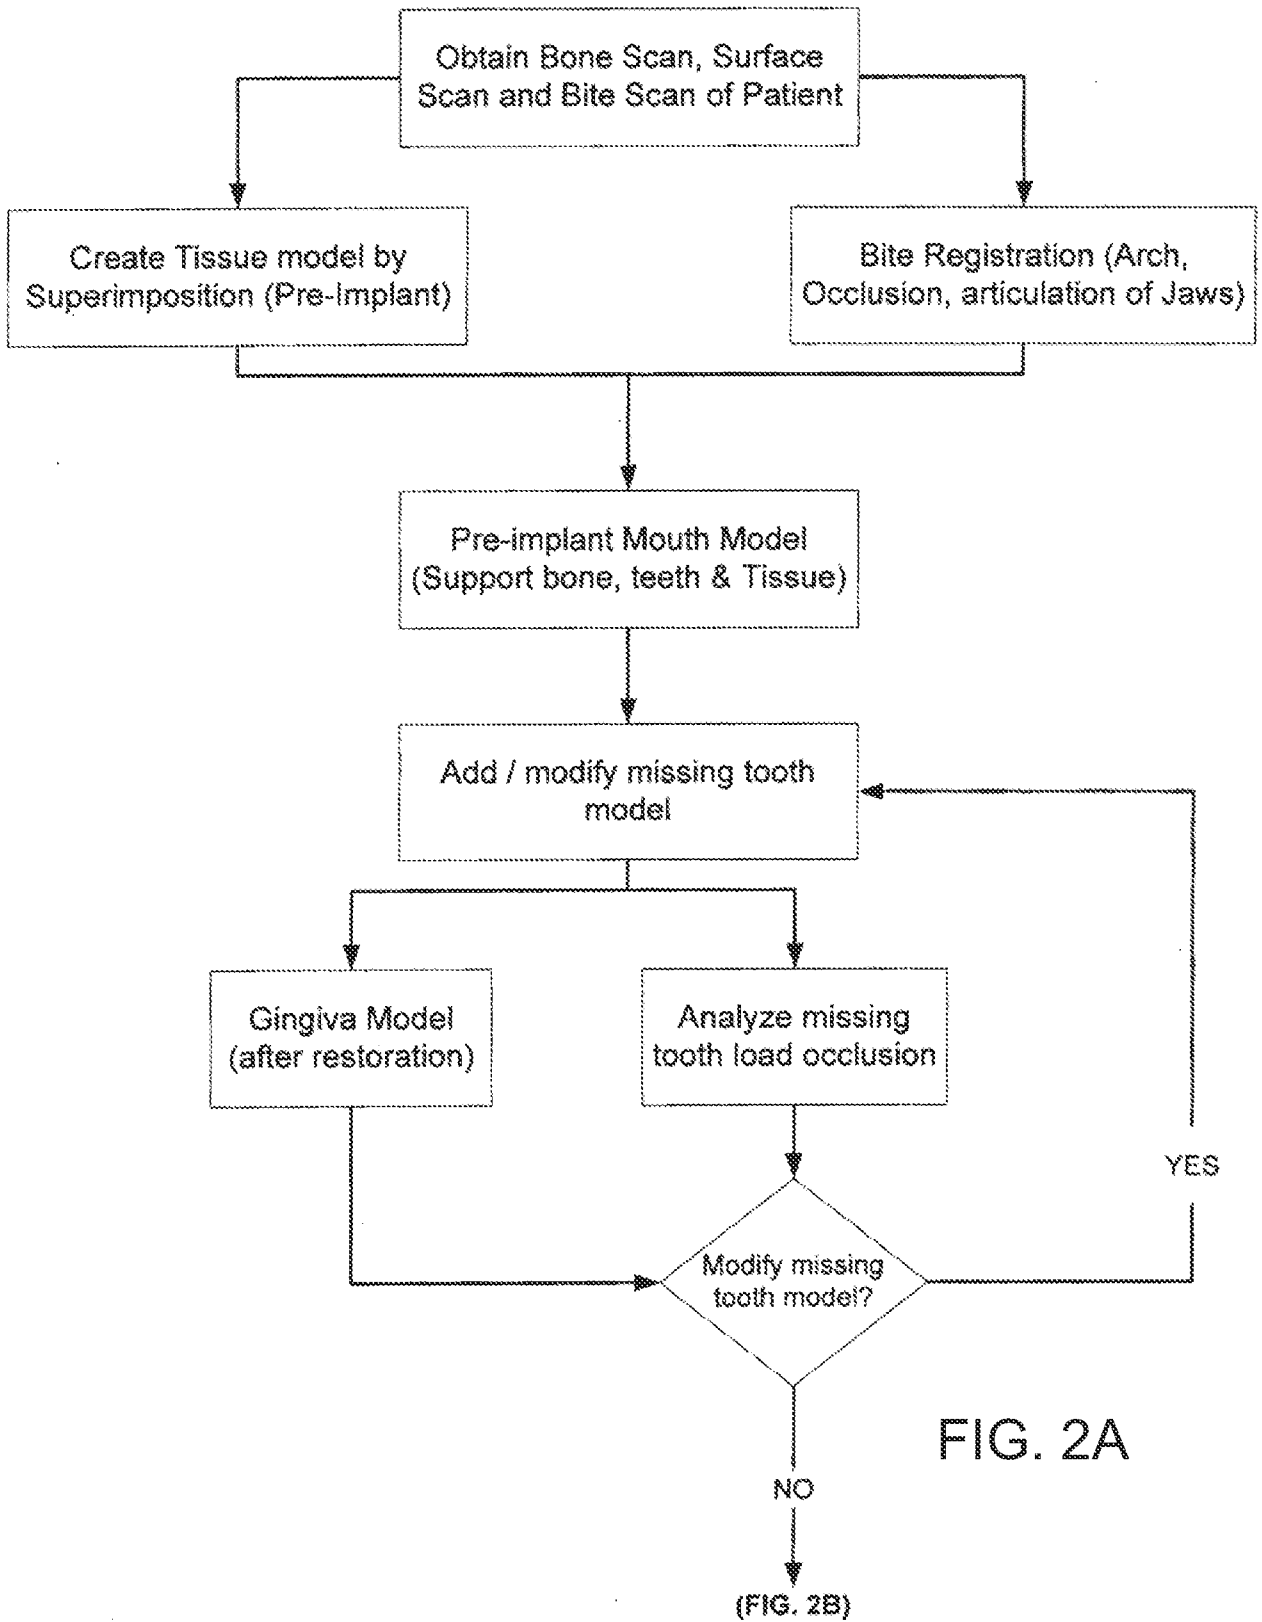 Obtain Bone Scan, Surface
Scan and Bite Scan of Patient
Create Tissue model by
Superimposition (Pre-Implant)
Bite Registration (Arch,
Occlusion, articulation of Jaws)
Pre-implant Mouth Model
(Support bone, teeth & Tissue)
Add / modify missing tooth
model
Gingiva Model
(after restoration)
Analyze missing
tooth load occlusion
YES
Modify missing
tooth model?
FIG. 2A
NO
(FIG. 2B)